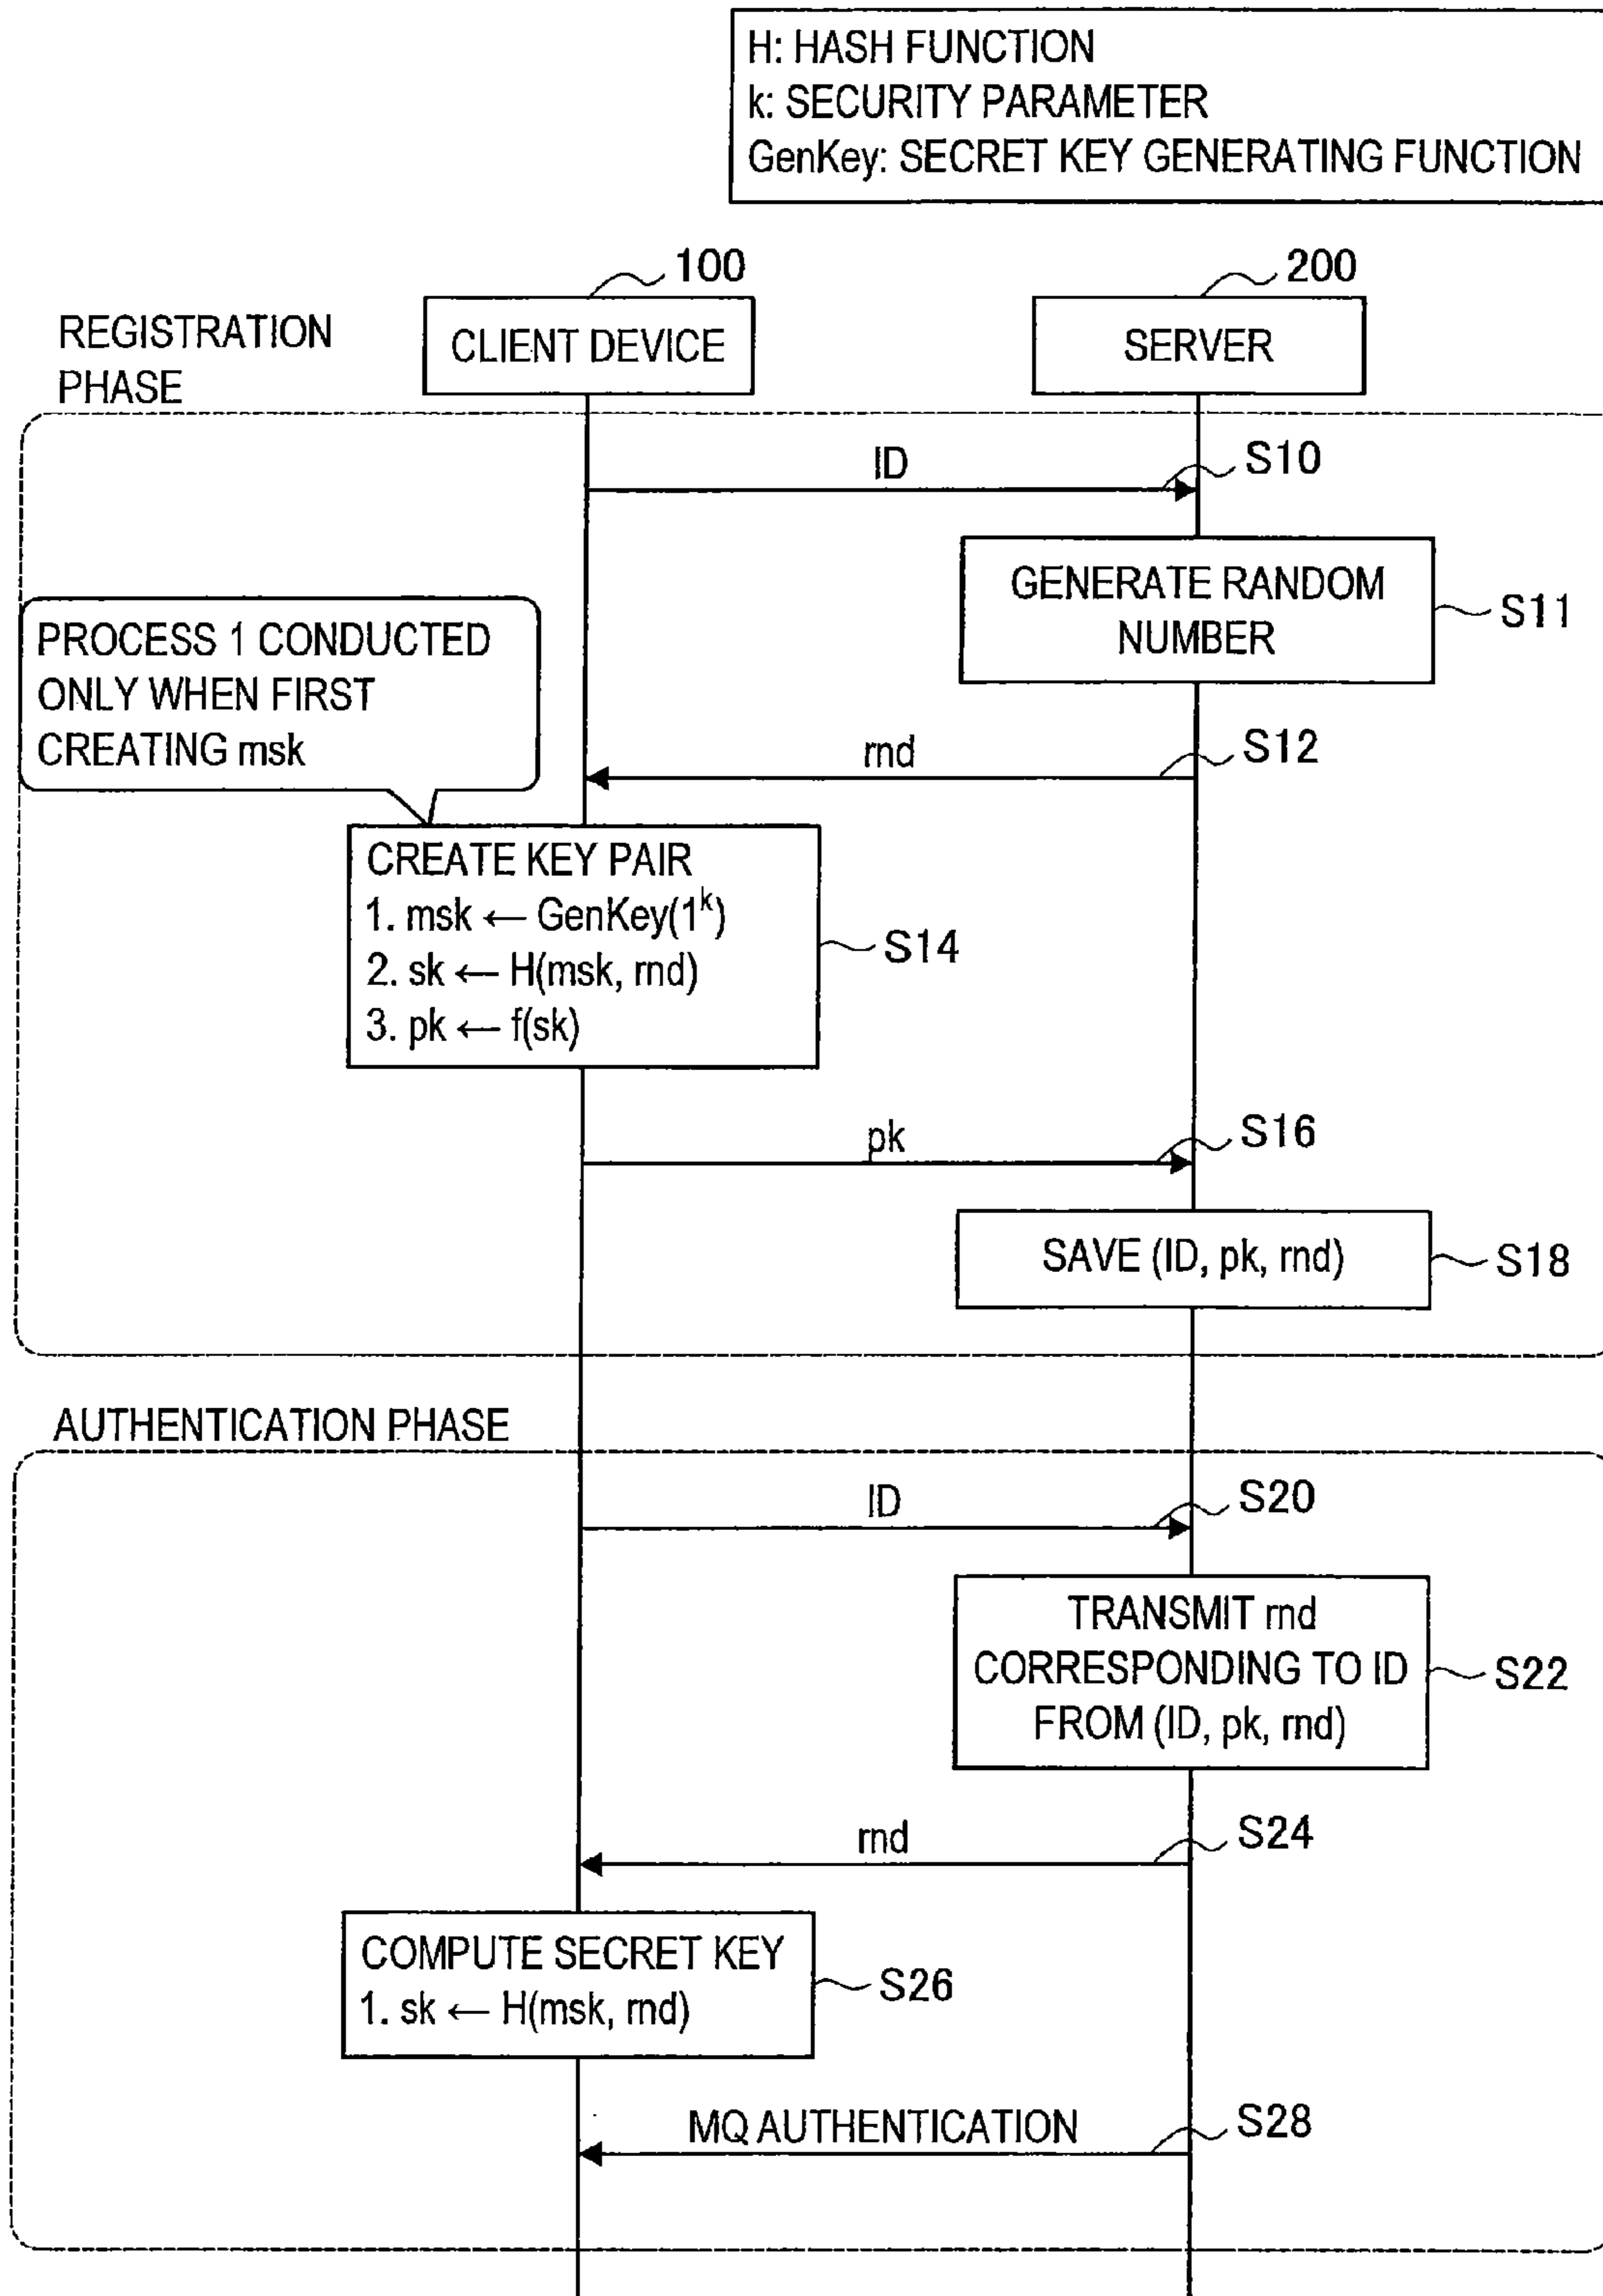 H: HASH FUNCTION
k: SECURITY PARAMETER
GenKey: SECRET KEY GENERATING FUNCTION
100
200
REGISTRATION
PHASE
CLIENT DEVICE
SERVER
ID
S10
GENERATE RANDOM
NUMBER
S11
PROCESS 1 CONDUCTED
ONLY WHEN FIRST
CREATING msk
rnd
S12
CREATE KEY PAIR
1. msk ← GenKey(1^k)
2. sk ← H(msk, rnd)
3. pk ← f(sk)
S14
pk
S16
SAVE (ID, pk, rnd)
S18
AUTHENTICATION PHASE
ID
S20
TRANSMIT rnd
CORRESPONDING TO ID
FROM (ID, pk, rnd)
S22
rnd
S24
COMPUTE SECRET KEY
1. sk ← H(msk, rnd)
S26
MQ AUTHENTICATION
S28